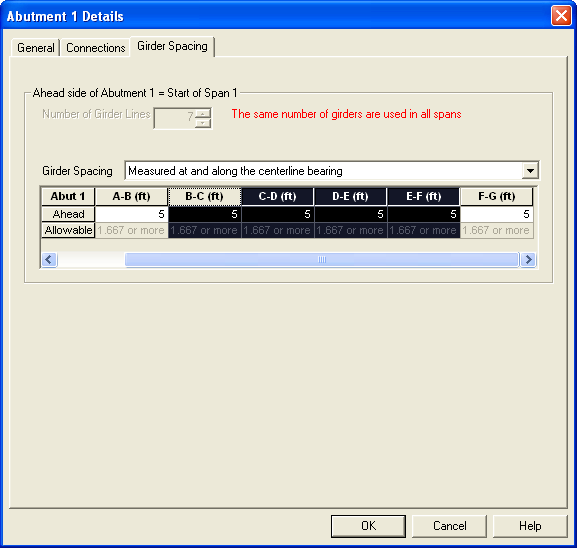 Abutment 1 Details
General Connections Girder Spacing
Ahead side of Abutment 1 = Start of Span 1
Number of Girder Lines 7 The same number of girders are used in all spans
Girder Spacing Measured at and along the centerline bearing
Abut 1 A-B (ft) B-C (ft) C-D (ft) D-E (ft) E-F (ft) F-G (ft)
Ahead 5 5 5 5 5 5
Allowable 1.667 or more 1.667 or more 1.667 or more 1.667 or more 1.667 or more 1.667 or more
OK Cancel Help